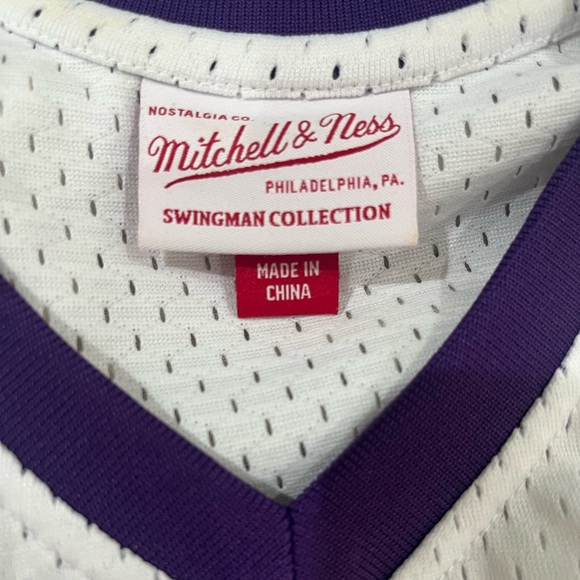 NOSTALGIA CO.
Mitchell & Ness
PHILADELPHIA, PA.
SWINGMAN COLLECTION
MADE IN
CHINA